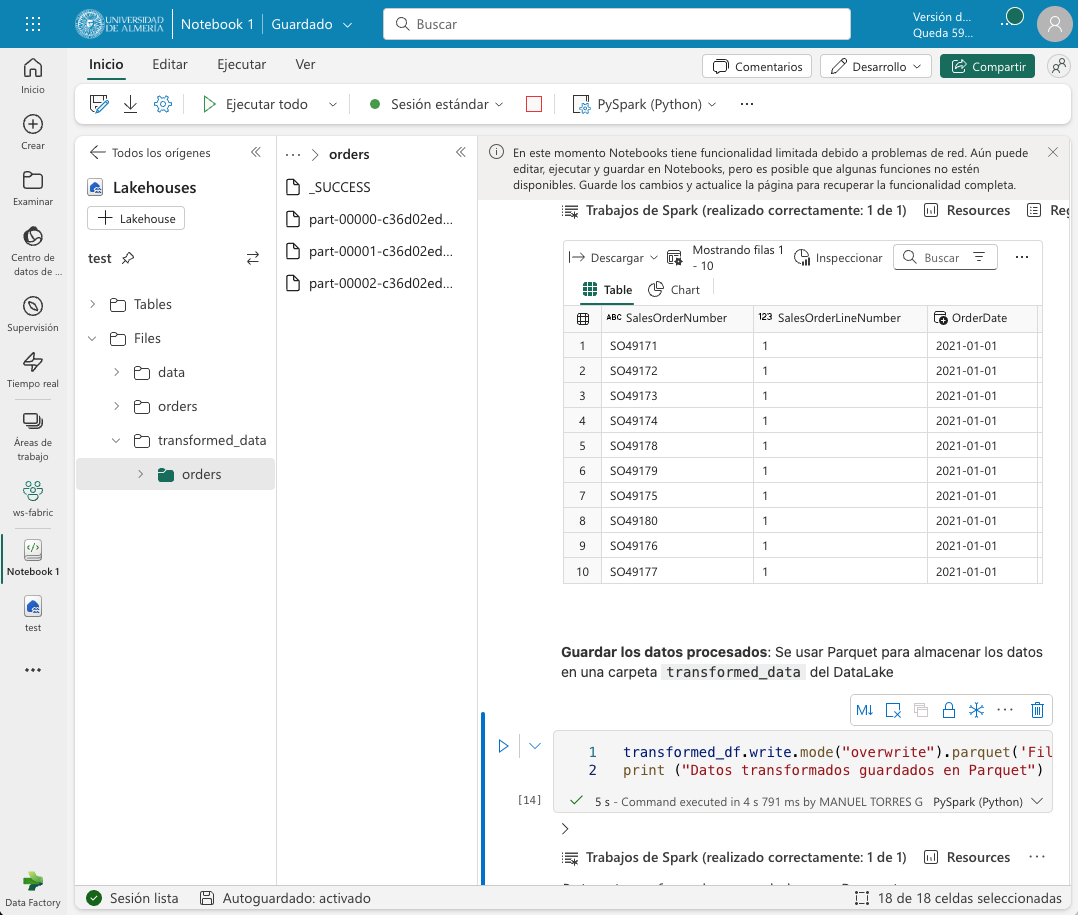 UNIVERSIDAD
DE ALMERÍA
Notebook 1
Guardado
Buscar
Versión d...
Queda 59...
Inicio
Editar
Ejecutar
Ver
Comentarios
Desarrollo
Compartir
Ejecutar todo
Sesión estándar
PySpark (Python)
...
Inicio
Crear
Examinar
Centro de
datos de ...
Supervisión
Tiempo real
Áreas de
trabajo
ws-fabric
Notebook 1
test
...
Data Factory
Todos los orígenes
Lakehouses
Lakehouse
test
Tables
Files
data
orders
transformed_data
orders
... > orders
_SUCCESS
part-00000-c36d02ed...
part-00001-c36d02ed...
part-00002-c36d02ed...
En este momento Notebooks tiene funcionalidad limitada debido a problemas de red. Aún puede
editar, ejecutar y guardar en Notebooks, pero es posible que algunas funciones no estén
disponibles. Guarde los cambios y actualice la página para recuperar la funcionalidad completa.
Trabajos de Spark (realizado correctamente: 1 de 1) Resources Reg
Descargar
Mostrando filas 1
- 10
Inspeccionar
Buscar
...
Table Chart
ABC SalesOrderNumber 123 SalesOrderLineNumber OrderDate
1 SO49171 1 2021-01-01
2 SO49172 1 2021-01-01
3 SO49173 1 2021-01-01
4 SO49174 1 2021-01-01
5 SO49178 1 2021-01-01
6 SO49179 1 2021-01-01
7 SO49175 1 2021-01-01
8 SO49180 1 2021-01-01
9 SO49176 1 2021-01-01
10 SO49177 1 2021-01-01
Guardar los datos procesados: Se usar Parquet para almacenar los datos
en una carpeta transformed_data del DataLake
M↓
...
1 transformed_df.write.mode("overwrite").parquet('Fil
2 print ("Datos transformados guardados en Parquet")
[14]
5 s - Command executed in 4 s 791 ms by MANUEL TORRES G PySpark (Python)
>
Trabajos de Spark (realizado correctamente: 1 de 1) Resources ...
Sesión lista
Autoguardado: activado
18 de 18 celdas seleccionadas